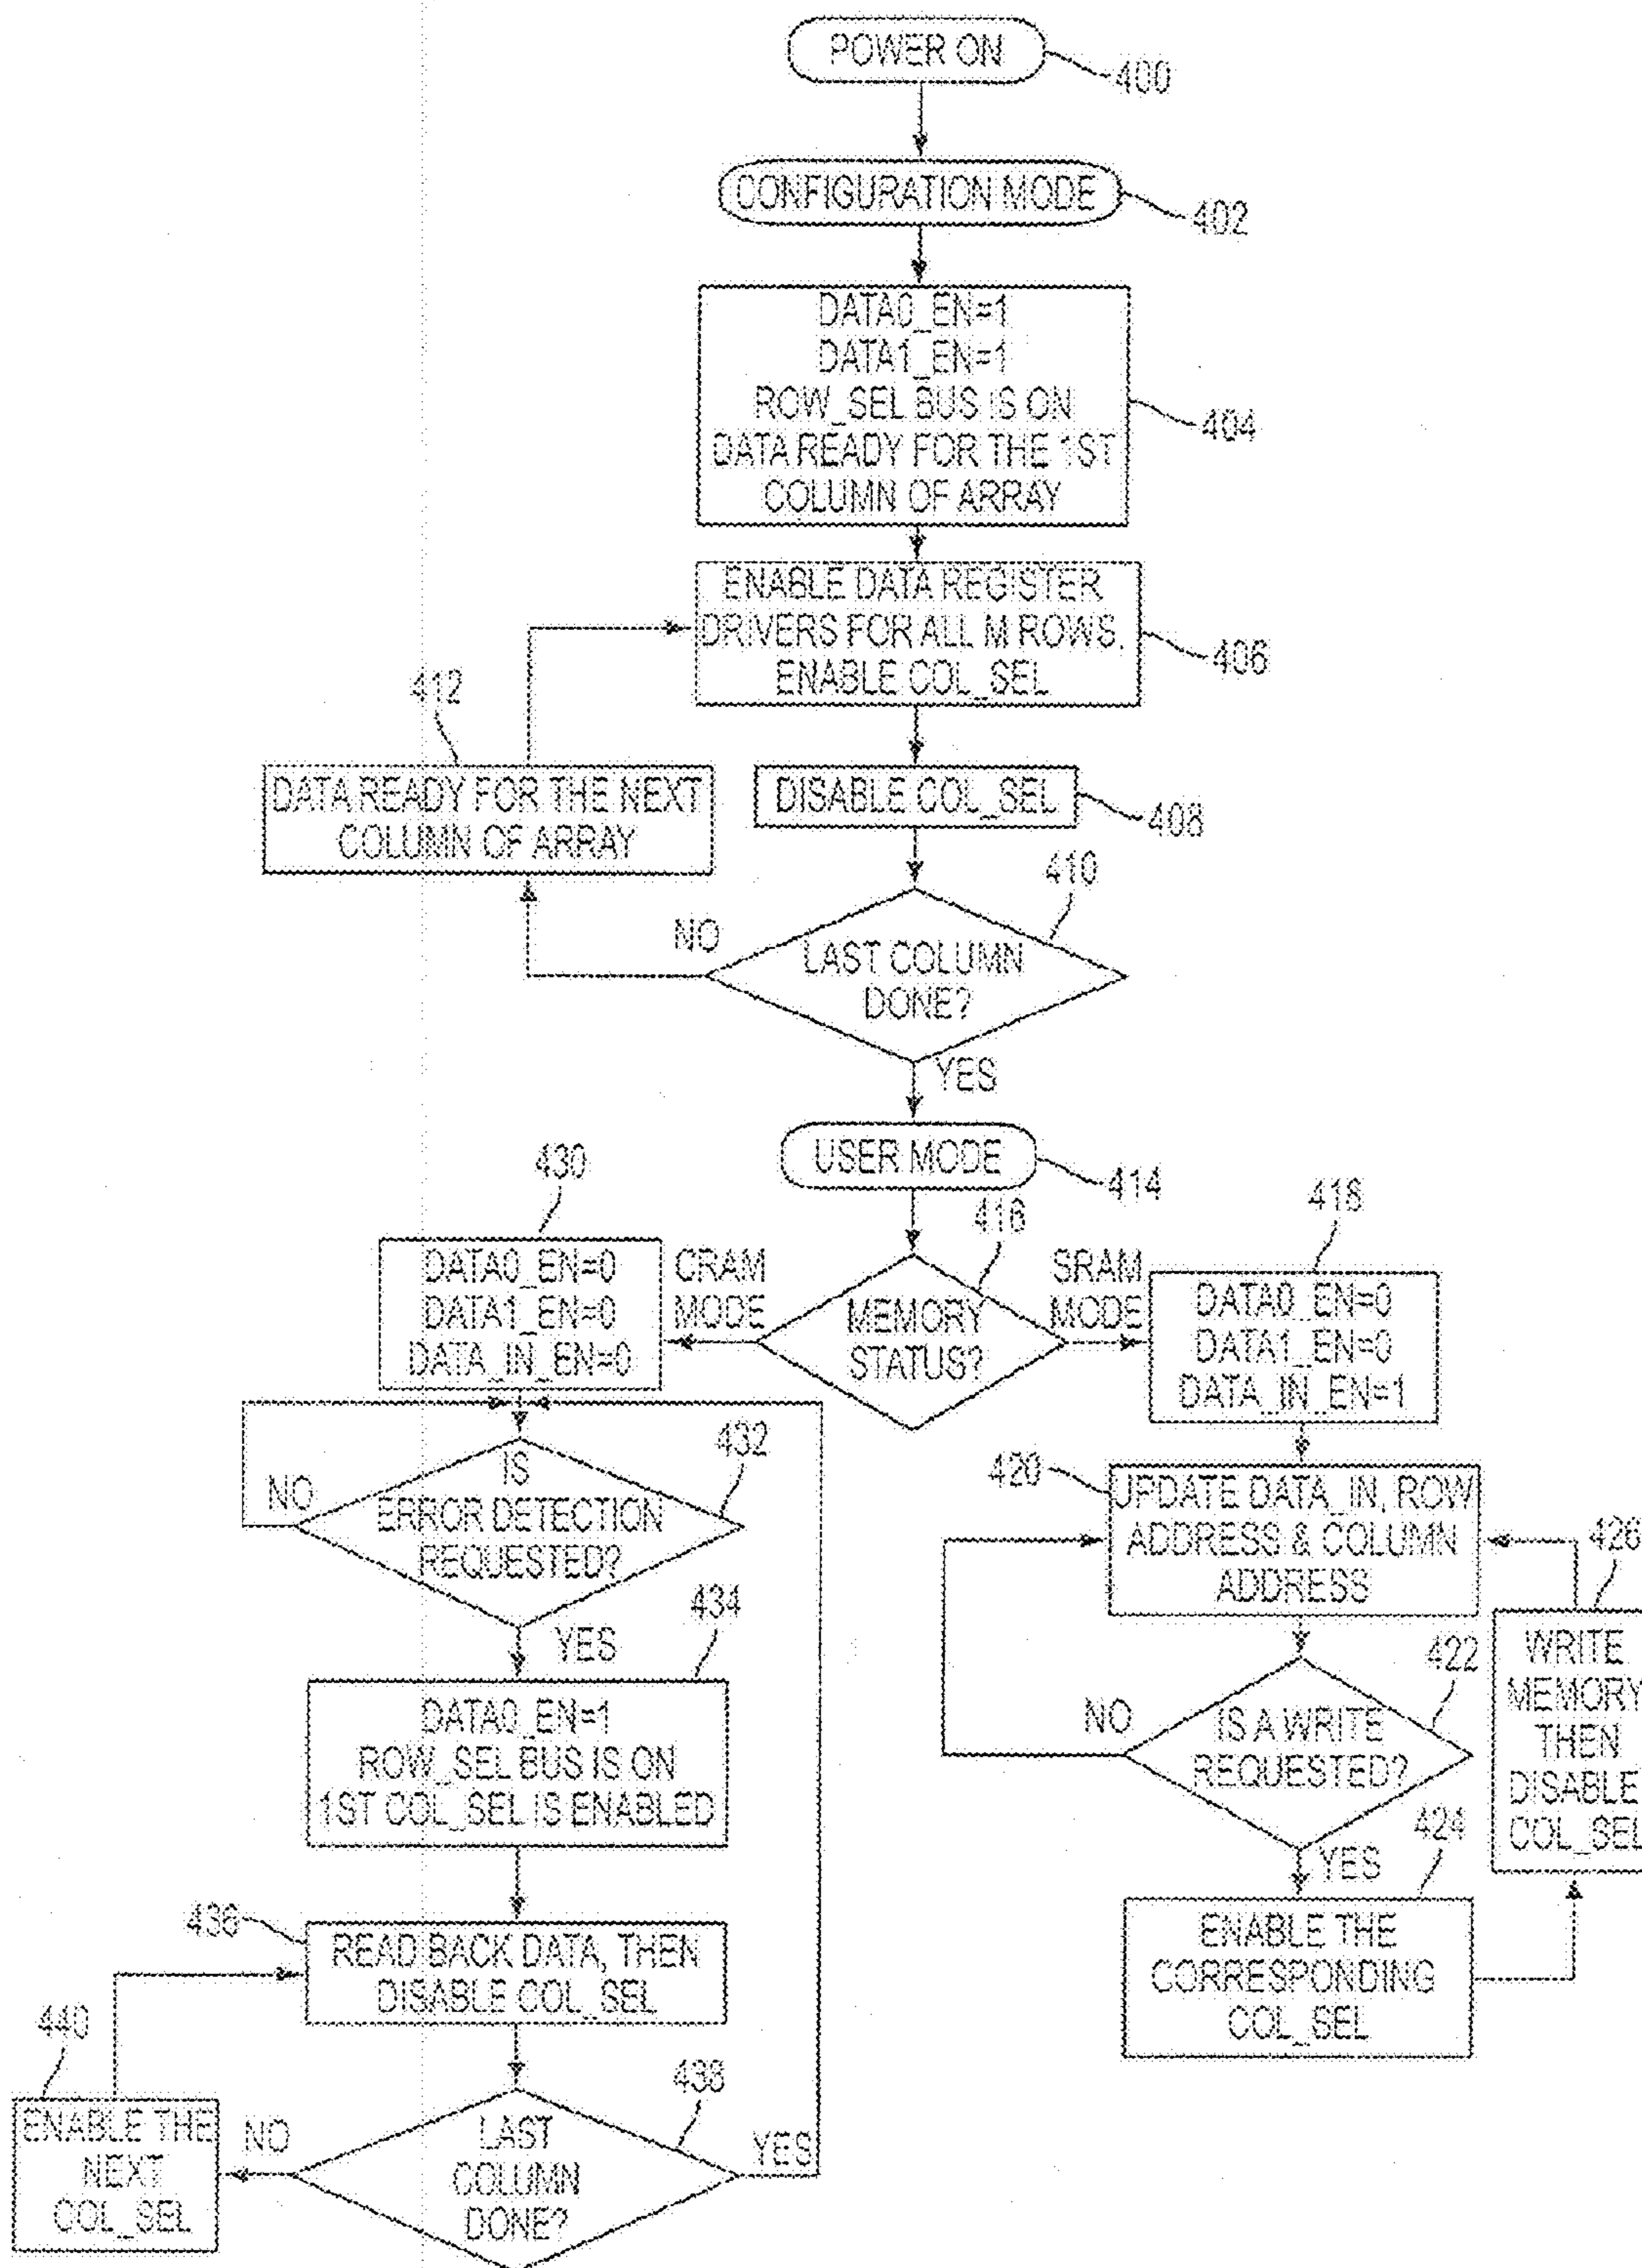 POWER ON
400
CONFIGURATION MODE
402
DATA0_EN=1
DATA1_EN=1
ROW_SEL BUS IS ON
DATA READY FOR THE 1ST
COLUMN OF ARRAY
404
ENABLE DATA REGISTER
DRIVERS FOR ALL M ROWS.
ENABLE COL_SEL
406
412
DATA READY FOR THE NEXT
COLUMN OF ARRAY
DISABLE COL_SEL
408
410
NO
LAST COLUMN
DONE?
YES
USER MODE
414
416
MEMORY
STATUS?
CRAM
MODE
SRAM
MODE
430
DATA0_EN=0
DATA1_EN=0
DATA_IN_EN=0
418
DATA0_EN=0
DATA1_EN=0
DATA_IN_EN=1
432
IS
ERROR DETECTION
REQUESTED?
NO
YES
420
UPDATE DATA_IN, ROW
ADDRESS & COLUMN
ADDRESS
426
WRITE
MEMORY
THEN
DISABLE
COL_SEL
422
IS A WRITE
REQUESTED?
NO
YES
424
ENABLE THE
CORRESPONDING
COL_SEL
434
DATA0_EN=1
ROW_SEL BUS IS ON
1ST COL_SEL IS ENABLED
436
READ BACK DATA, THEN
DISABLE COL_SEL
438
LAST
COLUMN
DONE?
NO
YES
440
ENABLE THE
NEXT
COL_SEL